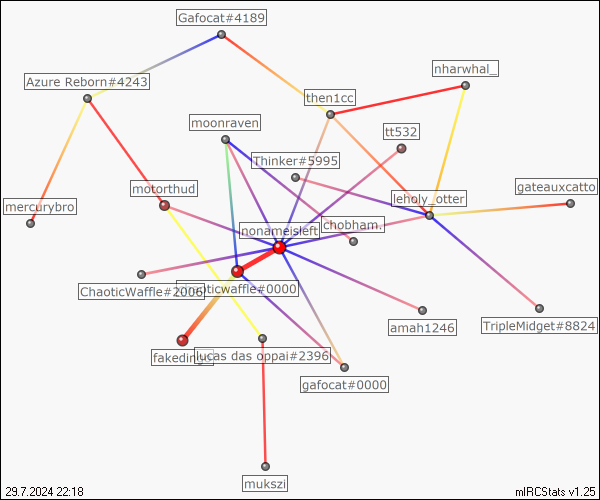 Gafocat#4189
nharwhal_
Azure Reborn#4243
then1cc
moonraven
tt532
Thinker#5995
motorthud
gateauxcatto
leholy_otter
mercurybro
chobham.
nonameisleft
ChaoticWaffle#2006
oticwaffle#0000
amah1246
TripleMidget#8824
fakeding
lucas das oppai#2396
gafocat#0000
mukszi
29.7.2024 22:18
mIRCStats v1.25